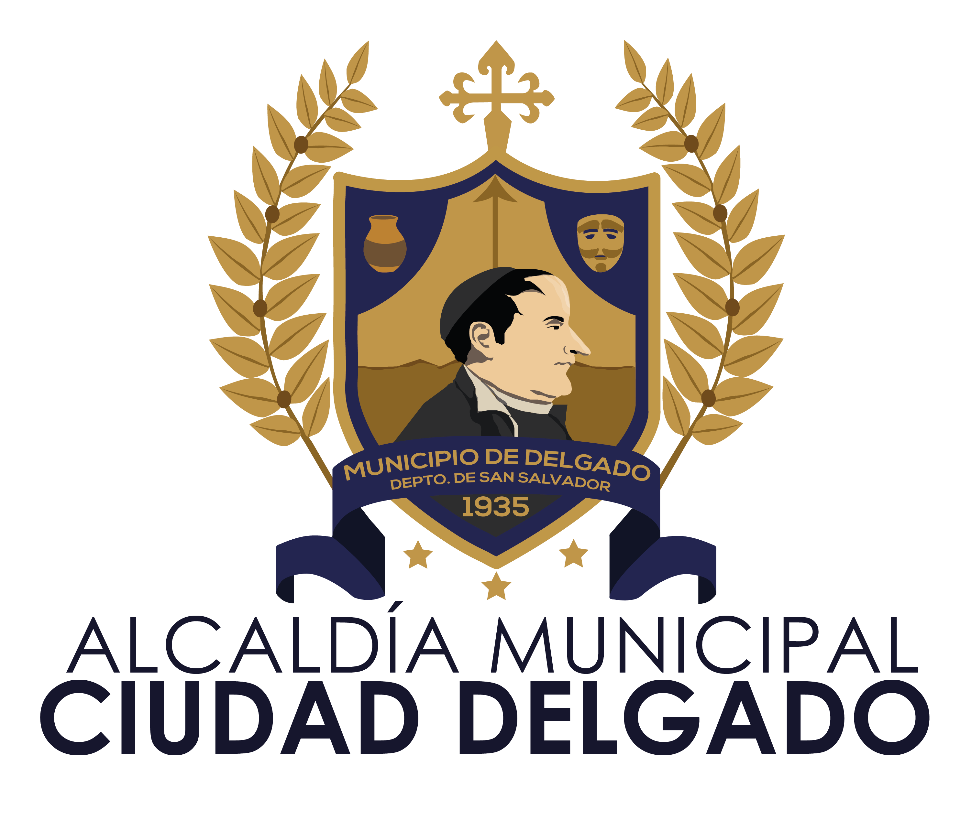 MUNICIPIO DE DELGADO
DEPTO. DE SAN SALVADOR
1935
ALCALDÍA MUNICIPAL
CIUDAD DELGADO